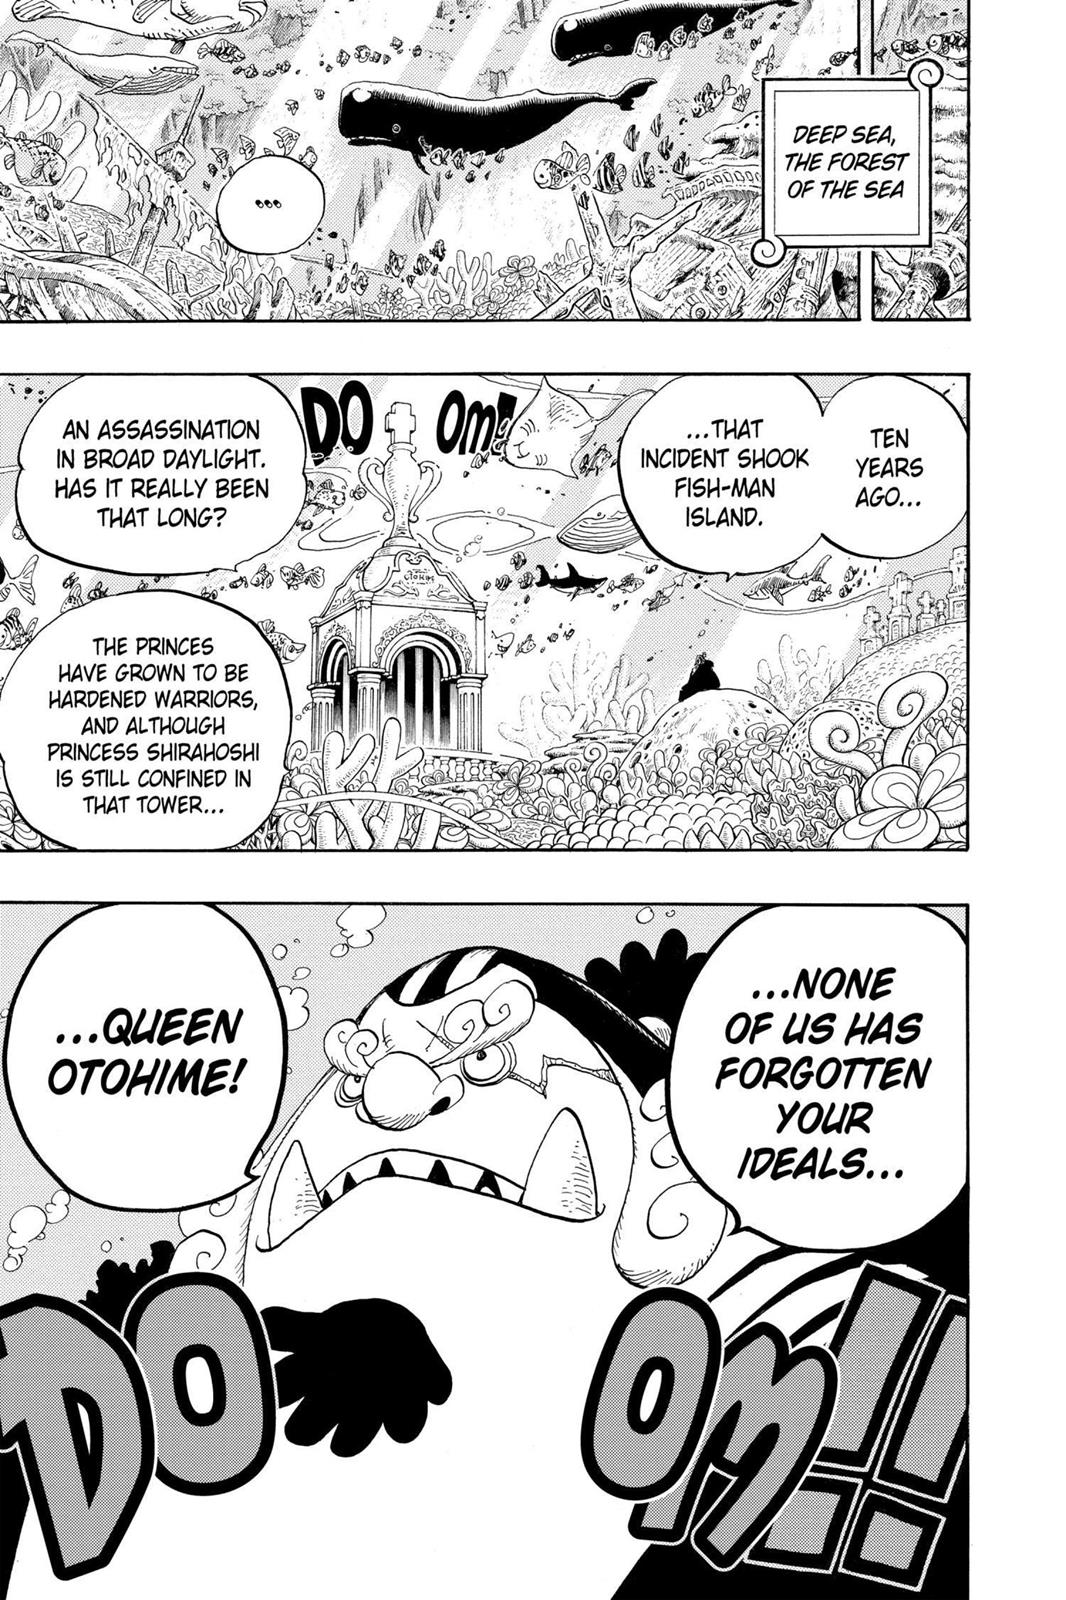 DEEP SEA,
THE FOREST
OF THE SEA
...
TEN
YEARS
AGO...
...THAT
INCIDENT SHOOK
FISH-MAN
ISLAND.
DO OM!
AN ASSASSINATION
IN BROAD DAYLIGHT.
HAS IT REALLY BEEN
THAT LONG?
THE PRINCES
HAVE GROWN TO BE
HARDENED WARRIORS,
AND ALTHOUGH
PRINCESS SHIRAHOSHI
IS STILL CONFINED IN
THAT TOWER...
...NONE
OF US HAS
FORGOTTEN
YOUR
IDEALS...
...QUEEN
OTOHIME!
DO OM!!